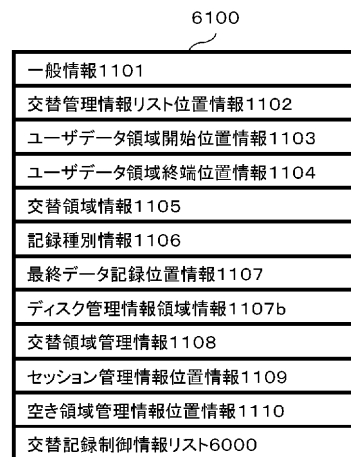 6100
一般情報1101
交替管理情報リスト位置情報1102
ユーザデータ領域開始位置情報1103
ユーザデータ領域終端位置情報1104
交替領域情報1105
記録種別情報1106
最終データ記録位置情報1107
ディスク管理情報領域情報1107b
交替領域管理情報1108
セッション管理情報位置情報1109
空き領域管理情報位置情報1110
交替記録制御情報リスト6000